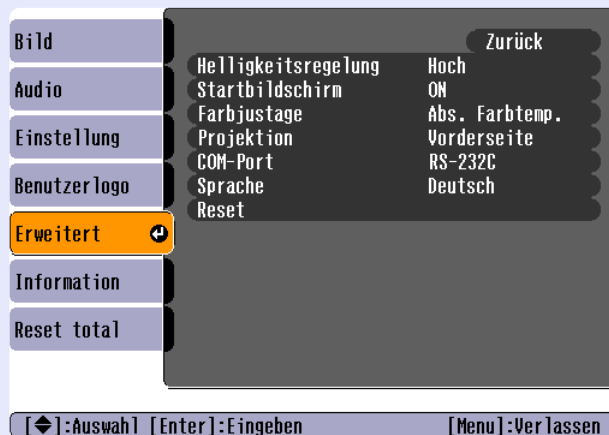 Bild
Audio
Einstellung
Benutzerlogo
Erweitert
Information
Reset total
Zurück
Helligkeitsregelung Hoch
Startbildschirm ON
Farbjustage Abs. Farbtemp.
Projektion Vorderseite
COM-Port RS-232C
Sprache Deutsch
Reset
[◆]:Auswahl [Enter]:Eingeben [Menu]:Verlassen